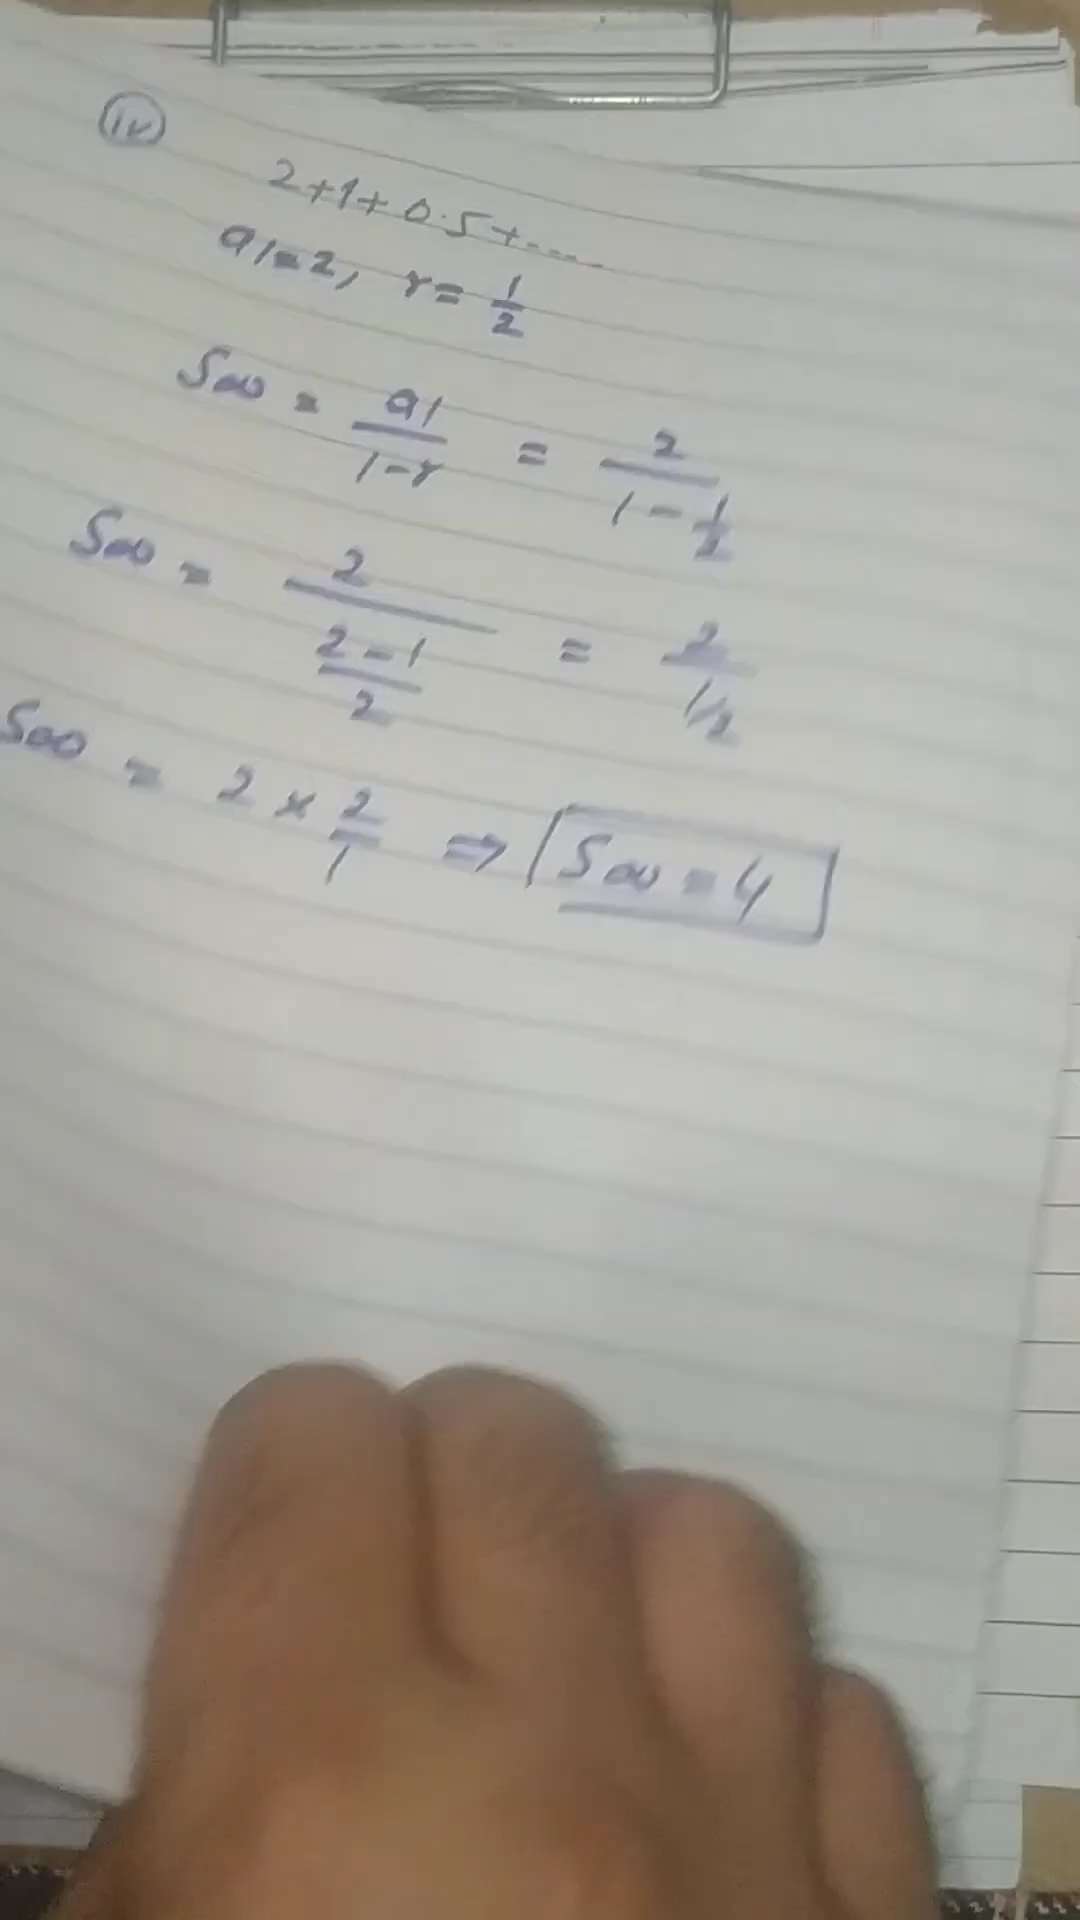 (iv)
2+1+0.5+....
a1=2, r= 1/2
S∞ = a1/(1-r) = 2/(1-1/2)
S∞ = 2/((2-1)/2) = 2/(1/2)
S∞ = 2 × 2/1 ⇒ S∞ = 4